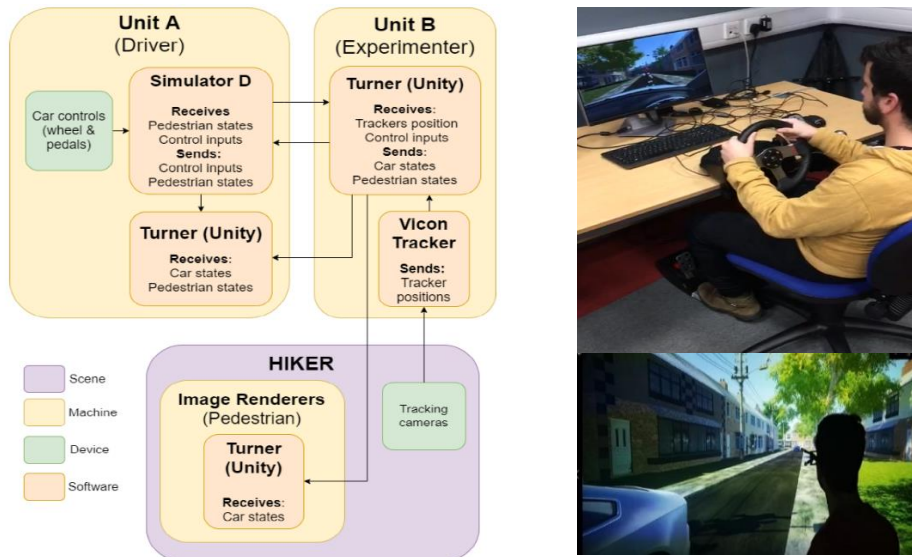 Unit A
(Driver)
Simulator D
Receives
Pedestrian states
Control inputs
Sends:
Control inputs
Pedestrian states
Car controls
(wheel &
pedals)
Turner (Unity)
Receives:
Car states
Pedestrian states
Unit B
(Experimenter)
Turner (Unity)
Receives:
Trackers position
Control inputs
Sends:
Car states
Pedestrian states
Vicon
Tracker
Sends:
Tracker
positions
HIKER
Image Renderers
(Pedestrian)
Turner
(Unity)
Receives:
Car states
Tracking
cameras
Scene
Machine
Device
Software